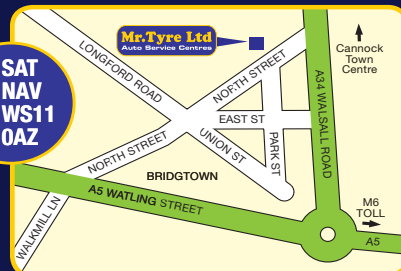 Mr.Tyre Ltd
Auto Service Centres
SAT
NAV
WS11
0AZ
LONGFORD ROAD
NORTH STREET
Cannock
Town
Centre
A34 WALSALL ROAD
EAST ST
UNION ST
PARK ST
NORTH STREET
BRIDGTOWN
A5 WATLING STREET
WALKMILL LN
M6
TOLL
A5